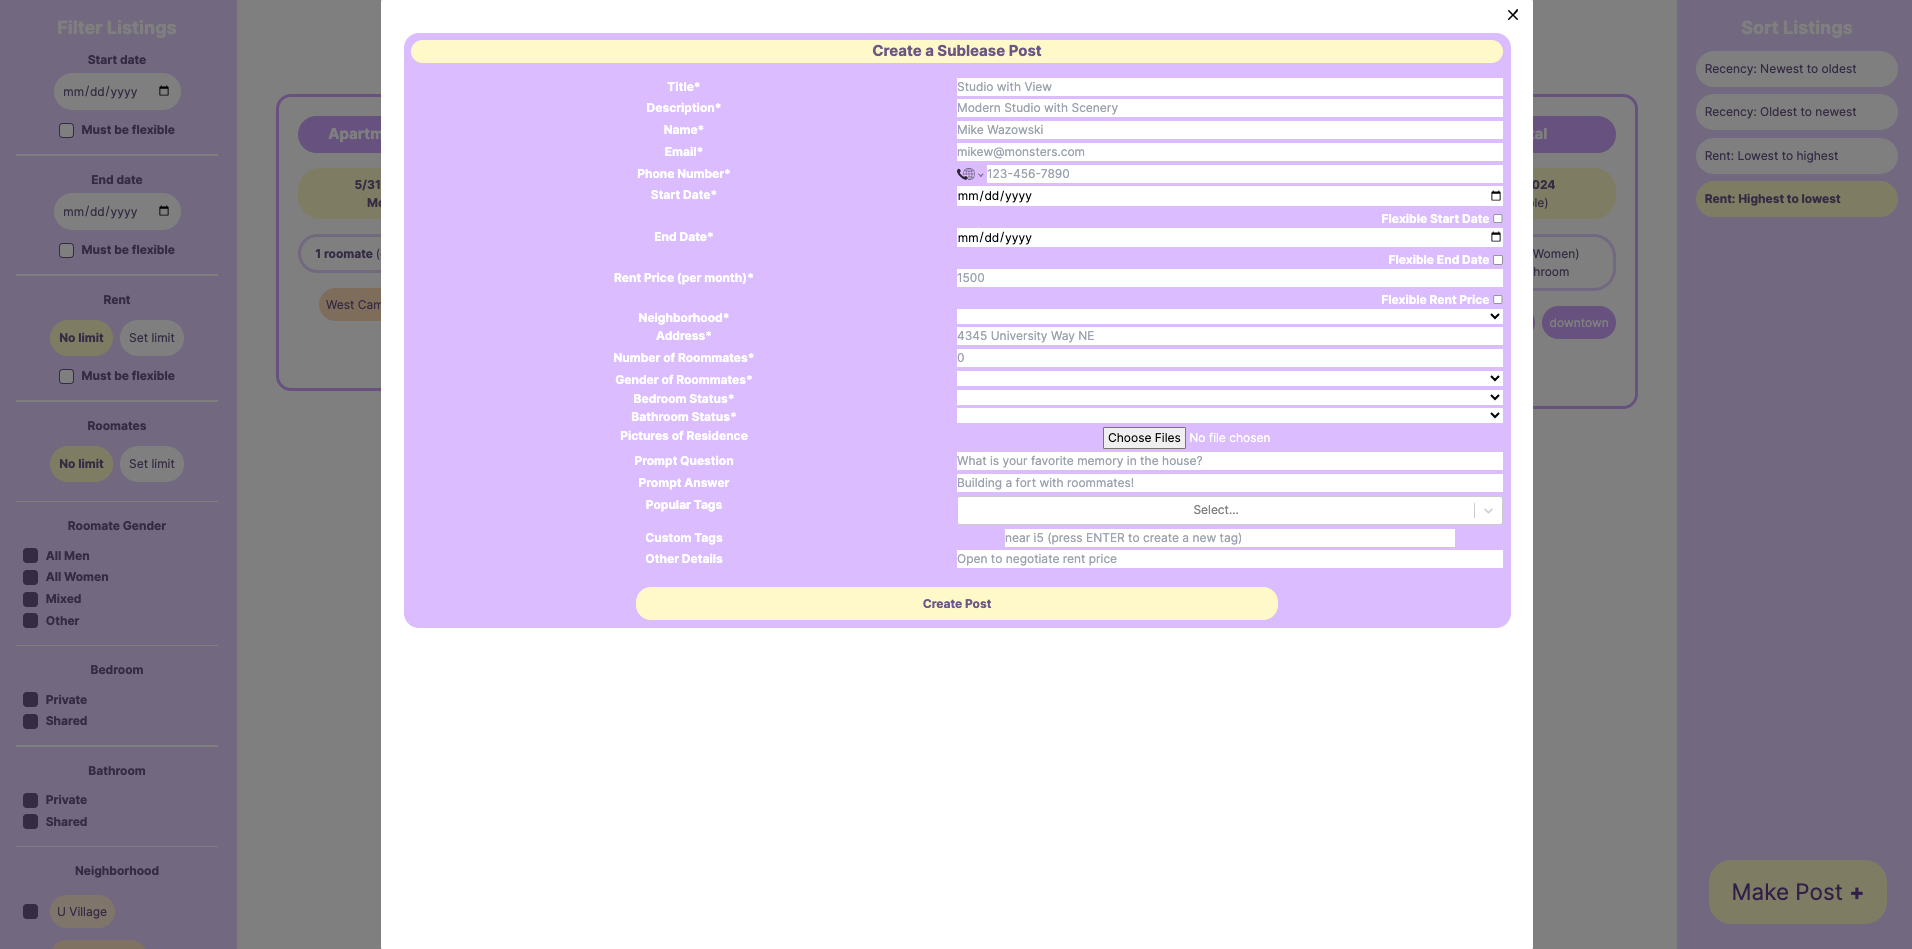 Filter Listings
Start date
mm/dd/yyyy
Must be flexible
End date
mm/dd/yyyy
Must be flexible
Rent
No limit
Set limit
Must be flexible
Roomates
No limit
Set limit
Roomate Gender
All Men
All Women
Mixed
Other
Bedroom
Private
Shared
Bathroom
Private
Shared
Neighborhood
U Village
5/31
1 roomate
Create a Sublease Post
Title*
Studio with View
Description*
Modern Studio with Scenery
Name*
Mike Wazowski
Email*
mikew@monsters.com
Phone Number*
123-456-7890
Start Date*
mm/dd/yyyy
Flexible Start Date
End Date*
mm/dd/yyyy
Flexible End Date
Rent Price (per month)*
1500
Flexible Rent Price
Neighborhood*
Address*
4345 University Way NE
Number of Roommates*
0
Gender of Roommates*
Bedroom Status*
Bathroom Status*
Pictures of Residence
Choose Files No file chosen
Prompt Question
What is your favorite memory in the house?
Prompt Answer
Building a fort with roommates!
Popular Tags
Select...
Custom Tags
near i5 (press ENTER to create a new tag)
Other Details
Open to negotiate rent price
Create Post
Women)
downtown
Sort Listings
Recency: Newest to oldest
Recency: Oldest to newest
Rent: Lowest to highest
Rent: Highest to lowest
Make Post +